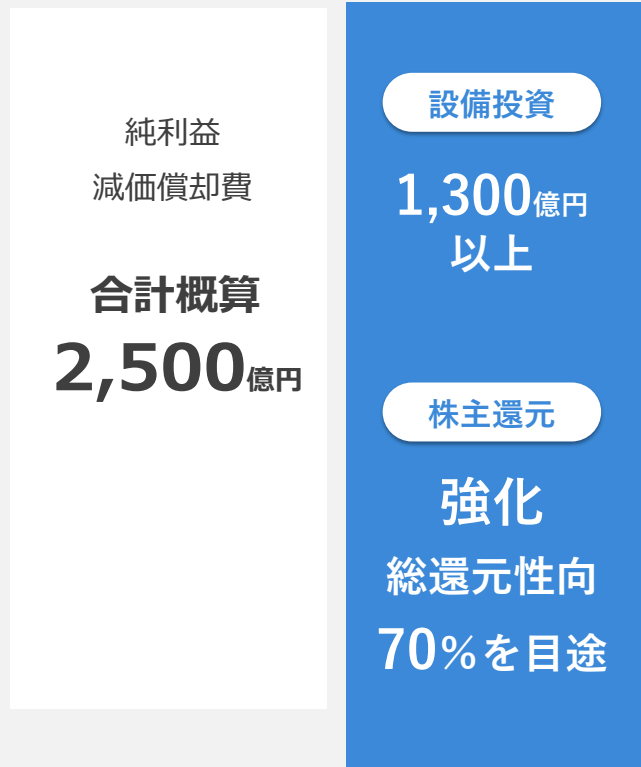 純利益
減価償却費
合計概算
2,500億円
設備投資
1,300億円
以上
株主還元
強化
総還元性向
70%を目途